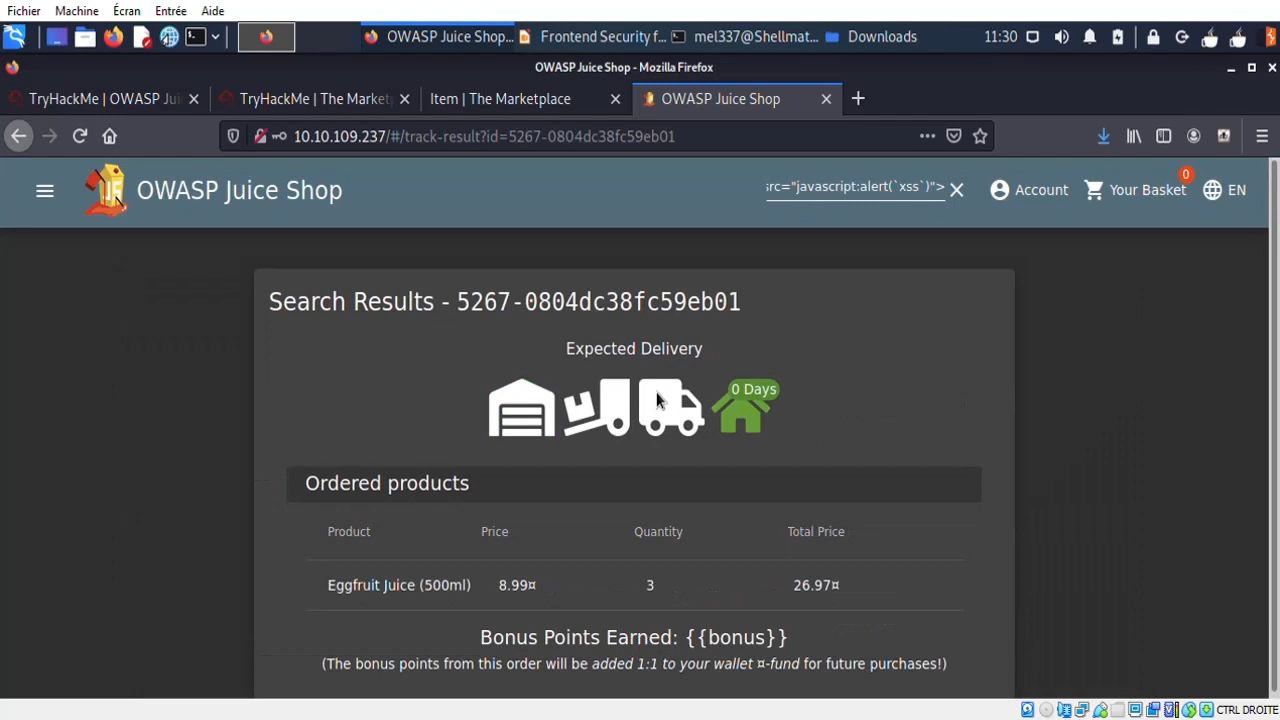 Fichier Machine Écran Entrée Aide
OWASP Juice Shop... Frontend Security f... mel337@Shellmat... Downloads 11:30
OWASP Juice Shop - Mozilla Firefox
TryHackMe | OWASP Jui TryHackMe | The Market Item | The Marketplace OWASP Juice Shop
10.10.109.237/#/track-result?id=5267-0804dc38fc59eb01
OWASP Juice Shop src="javascript:alert(`xss`)"> Account Your Basket 0 EN
Search Results - 5267-0804dc38fc59eb01
Expected Delivery
0 Days
Ordered products
Product Price Quantity Total Price
Eggfruit Juice (500ml) 8.99¤ 3 26.97¤
Bonus Points Earned: {{bonus}}
(The bonus points from this order will be added 1:1 to your wallet ¤-fund for future purchases!)
CTRL DROITE